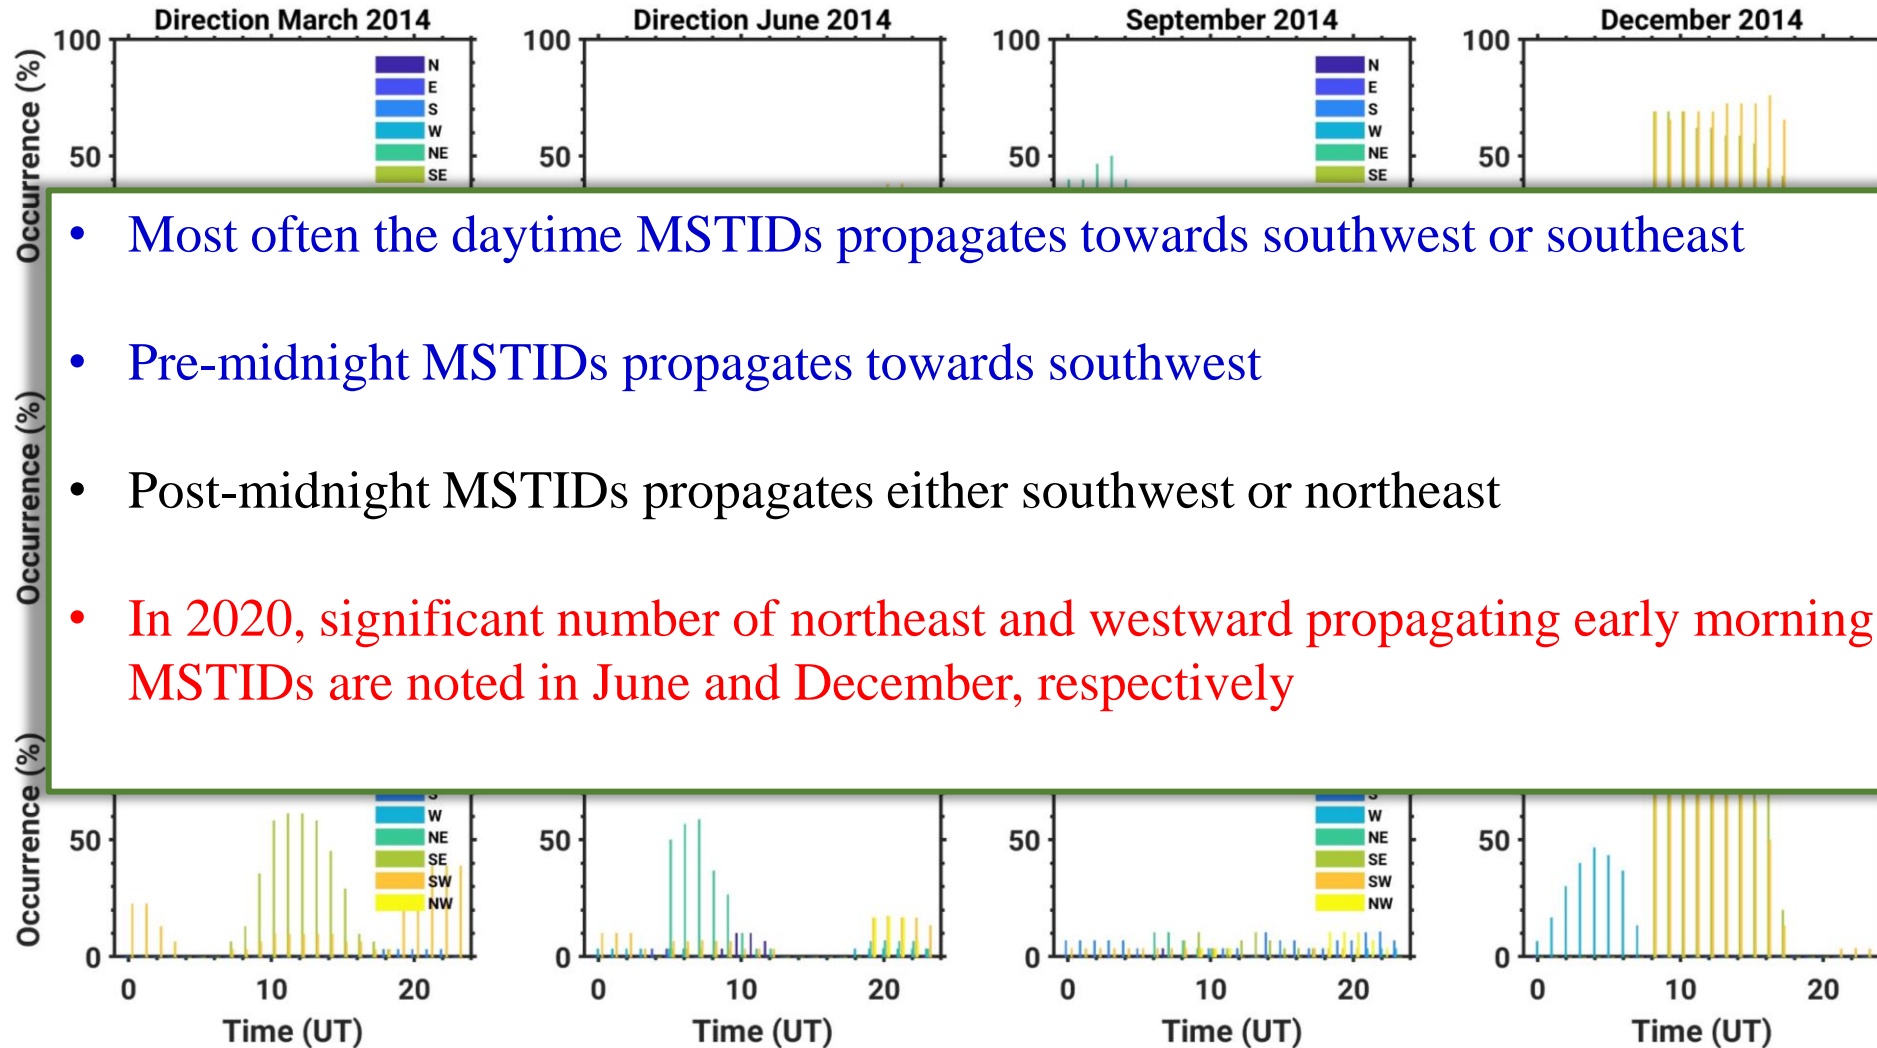 Direction March 2014
Direction June 2014
September 2014
December 2014
Occurrence (%)
100
50
N
E
S
W
NE
SE
100
50
100
50
N
E
S
W
NE
SE
100
50
• Most often the daytime MSTIDs propagates towards southwest or southeast
• Pre-midnight MSTIDs propagates towards southwest
• Post-midnight MSTIDs propagates either southwest or northeast
• In 2020, significant number of northeast and westward propagating early morning
MSTIDs are noted in June and December, respectively
Occurrence (%)
Occurrence (%)
50
0
W
NE
SE
SW
NW
0
10
20
Time (UT)
50
0
0
10
20
Time (UT)
50
0
W
NE
SE
SW
NW
0
10
20
Time (UT)
50
0
0
10
20
Time (UT)